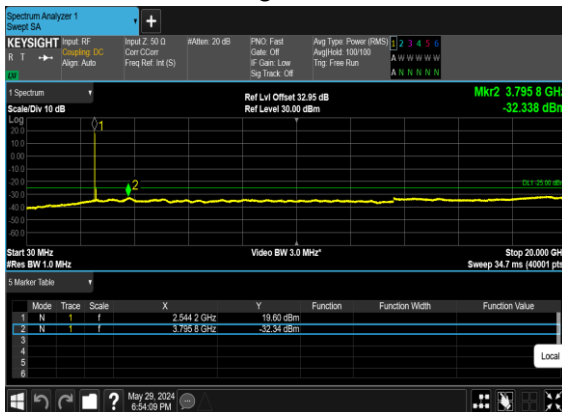 Spectrum Analyzer 1
Swept SA
KEYSIGHT Input: RF Input Z: 50 Ω #Atten: 20 dB PNO: Fast Avg Type: Power (RMS) 1 2 3 4 5 6
R T Coupling: DC Corr CCorr Gate: Off Avg|Hold: 100/100 A W W W W W
Align: Auto Freq Ref: Int (S) IF Gain: Low Trig: Free Run
Sig Track: Off A N N N N N
1 Spectrum Ref Lvl Offset 32.95 dB Mkr2 3.795 8 GHz
Scale/Div 10 dB Ref Level 30.00 dBm -32.338 dBm
Log
20.0 1
10.0
0.00
-10.0
-20.0 2 DL1 -25.00 dBm
-30.0
-40.0
-50.0
-60.0
Start 30 MHz Video BW 3.0 MHz* Stop 20.000 GHz
#Res BW 1.0 MHz Sweep 34.7 ms (40001 pts)
5 Marker Table
Mode Trace Scale X Y Function Function Width Function Value
1 N 1 f 2.544 2 GHz 19.60 dBm
2 N 1 f 3.795 8 GHz -32.34 dBm
3
4
5 Local
6
? May 29, 2024
6:54:09 PM